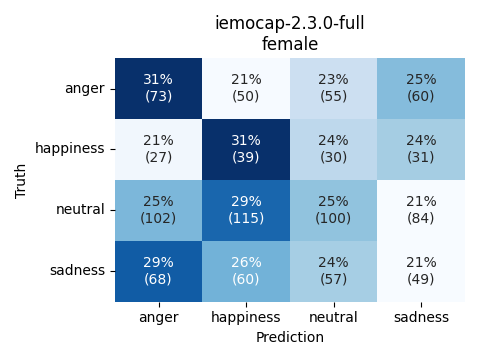 iemocap-2.3.0-full
female
Truth
anger
31% 21% 23% 25%
(73) (50) (55) (60)
happiness
21% 31% 24% 24%
(27) (39) (30) (31)
neutral
25% 29% 25% 21%
(102) (115) (100) (84)
sadness
29% 26% 24% 21%
(68) (60) (57) (49)
anger happiness neutral sadness
Prediction